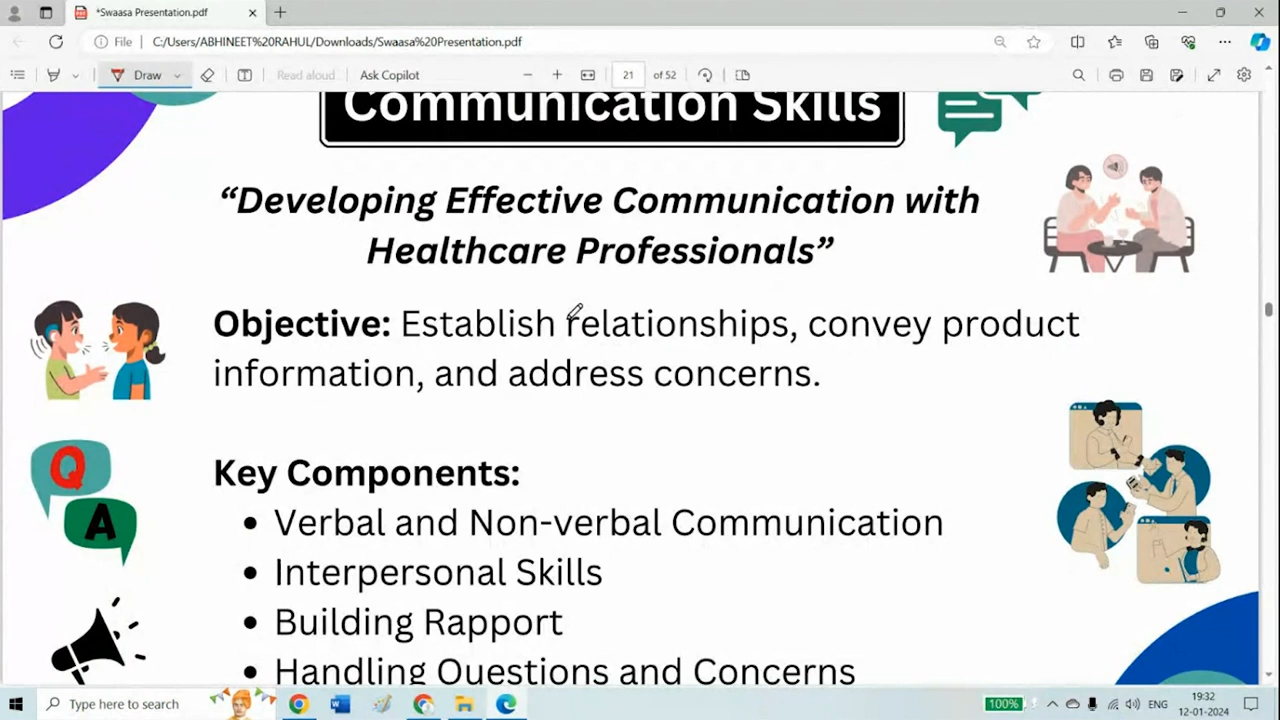 *Swaasa Presentation.pdf
File C:/Users/ABHINEET%20RAHUL/Downloads/Swaasa%20Presentation.pdf
Draw Read aloud Ask Copilot 21 of 52
Communication Skills
“Developing Effective Communication with
Healthcare Professionals”
Objective: Establish relationships, convey product
information, and address concerns.
Q
A
Key Components:
• Verbal and Non-verbal Communication
• Interpersonal Skills
• Building Rapport
• Handling Questions and Concerns
Type here to search
100%
ENG
19:32
12-01-2024